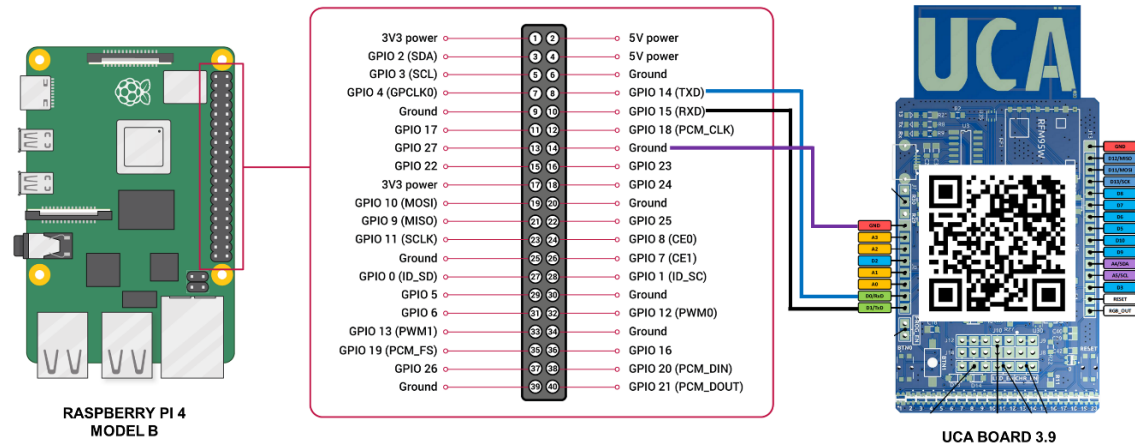 3V3 power 1 2 5V power
GPIO 2 (SDA) 3 4 5V power
GPIO 3 (SCL) 5 6 Ground
GPIO 4 (GPCLK0) 7 8 GPIO 14 (TXD)
Ground 9 10 GPIO 15 (RXD)
GPIO 17 11 12 GPIO 18 (PCM_CLK)
GPIO 27 13 14 Ground
GPIO 22 15 16 GPIO 23
3V3 power 17 18 GPIO 24
GPIO 10 (MOSI) 19 20 Ground
GPIO 9 (MISO) 21 22 GPIO 25
GPIO 11 (SCLK) 23 24 GPIO 8 (CE0)
Ground 25 26 GPIO 7 (CE1)
GPIO 0 (ID_SD) 27 28 GPIO 1 (ID_SC)
GPIO 5 29 30 Ground
GPIO 6 31 32 GPIO 12 (PWM0)
GPIO 13 (PWM1) 33 34 Ground
GPIO 19 (PCM_FS) 35 36 GPIO 16
GPIO 26 37 38 GPIO 20 (PCM_DIN)
Ground 39 40 GPIO 21 (PCM_DOUT)
RASPBERRY PI 4
MODEL B
UCA
RFM95W
GND
A3
A2
D2
A1
A0
D0/RxD
D1/TxD
GND
D12/MISO
D11/MOSI
D13/SCK
D8
D7
D6
D5
D10
D9
A4/SDA
A5/SCL
D3
RESET
RGB_OUT
RESET
UCA BOARD 3.9